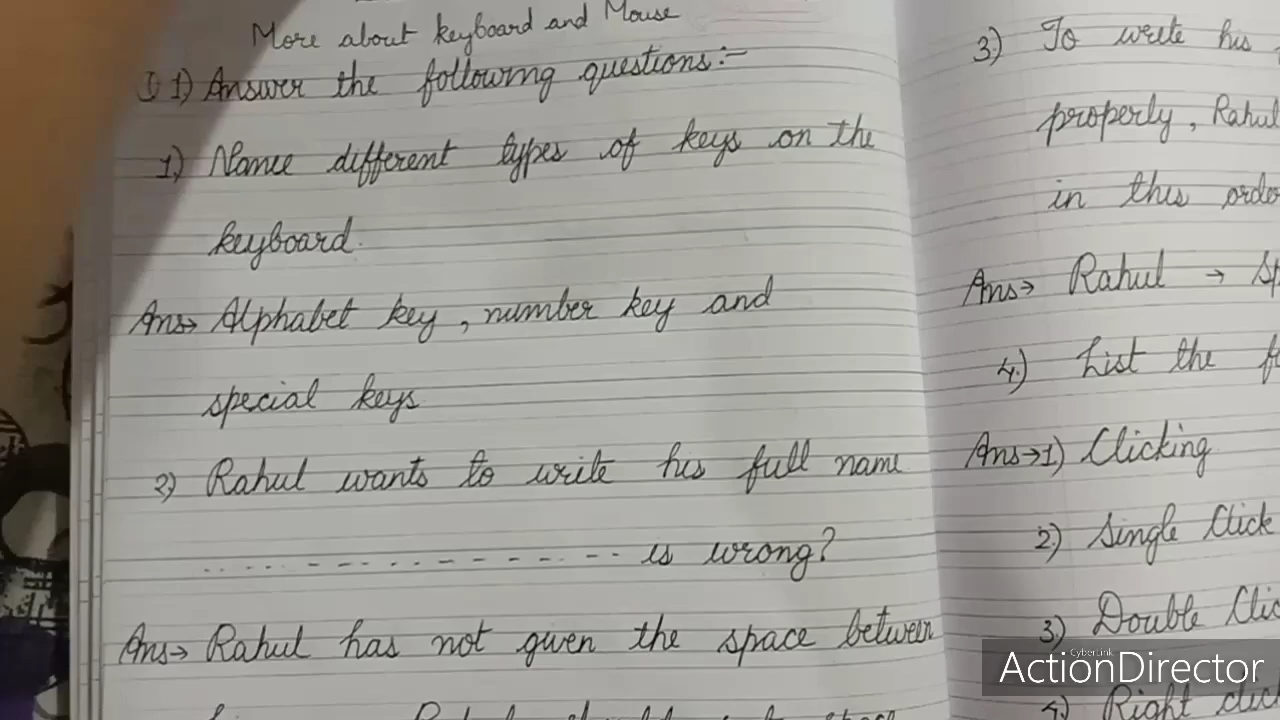 More about keyboard and Mouse
Q 1) Answer the following questions:-
1) Name different types of keys on the
keyboard.
Ans→ Alphabet key, number key and
special keys
2) Rahul wants to write his full name
.............. is wrong?
Ans→ Rahul has not given the space between
3) To write his
properly, Rahul
in this
Ans→ Rahul →
4.) List the
Ans→ 1) Clicking
2) Single Click
3) Double
4) Right
CyberLink
ActionDirector